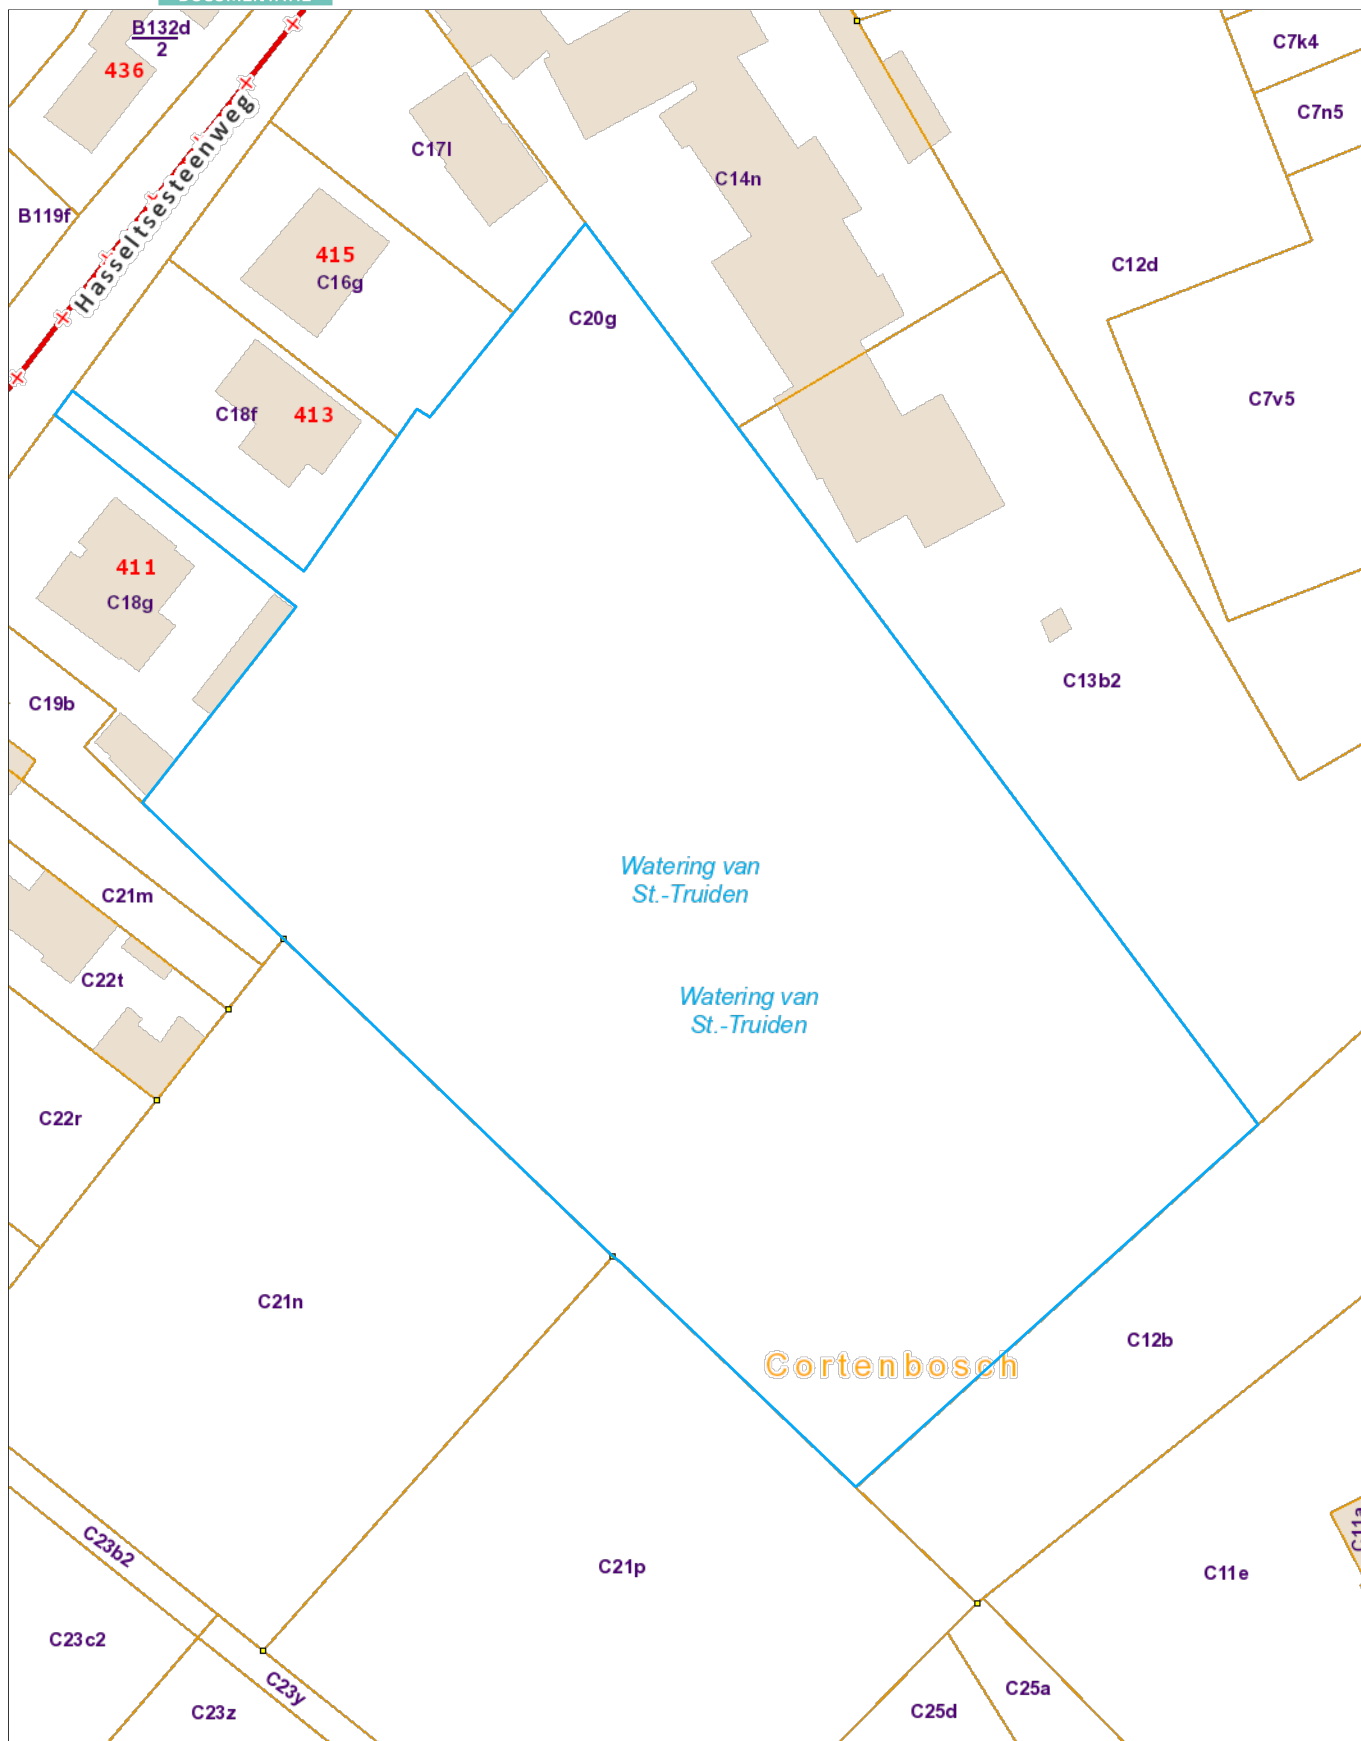 B132d
2
436
C7k4
C7n5
C17l
C14n
Hasseltsesteenweg
B119f
415
C16g
C12d
C20g
C7v5
C18f
413
411
C18g
C13b2
C19b
Watering van
St.-Truiden
C21m
C22t
Watering van
St.-Truiden
C22r
C21n
C12b
Cortenbosch
C23b2
C21p
C11e
C11a
C23c2
C23y
C25a
C23z
C25d